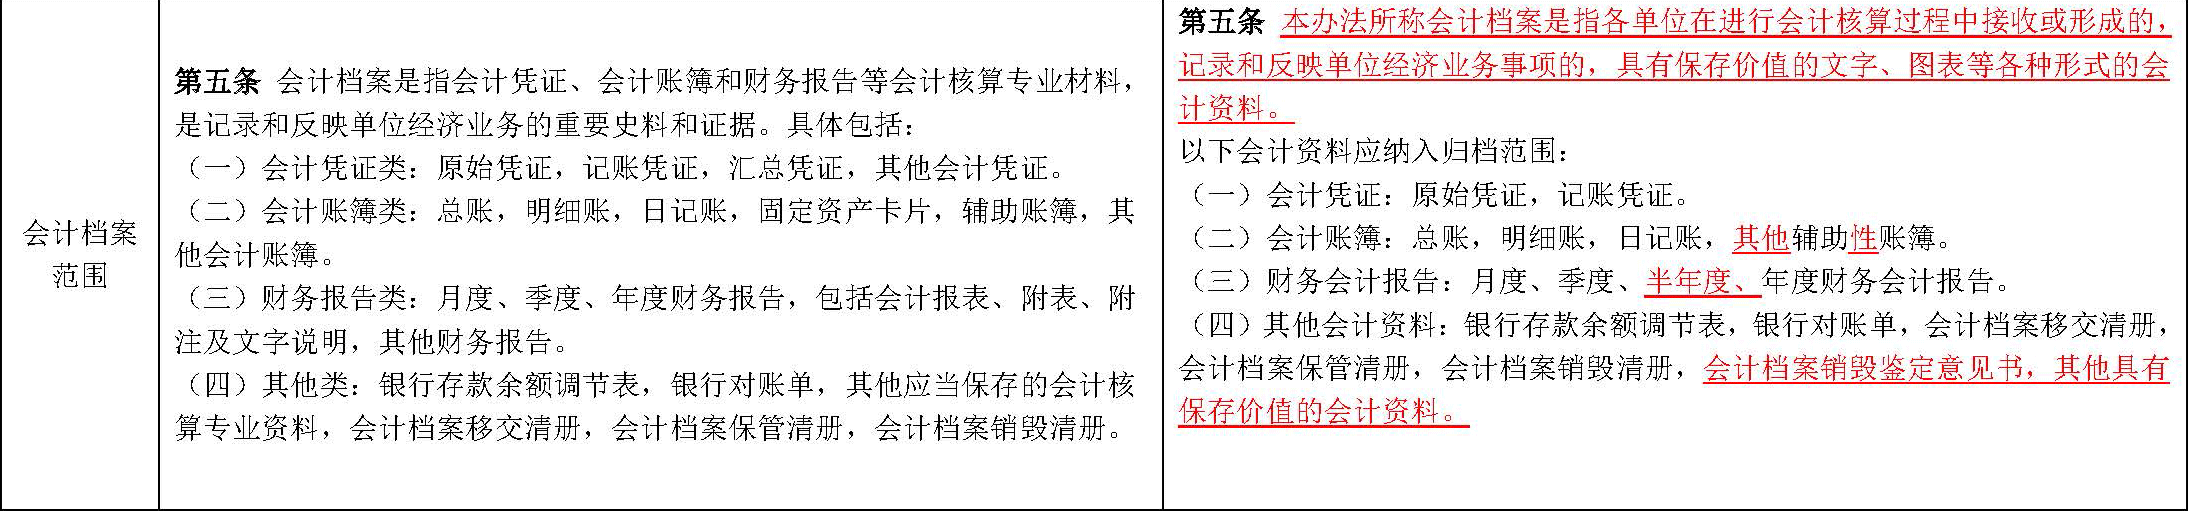 会计档案
范围
第五条 会计档案是指会计凭证、会计账簿和财务报告等会计核算专业材料，
是记录和反映单位经济业务的重要史料和证据。具体包括：
（一）会计凭证类：原始凭证，记账凭证，汇总凭证，其他会计凭证。
（二）会计账簿类：总账，明细账，日记账，固定资产卡片，辅助账簿，其
他会计账簿。
（三）财务报告类：月度、季度、年度财务报告，包括会计报表、附表、附
注及文字说明，其他财务报告。
（四）其他类：银行存款余额调节表，银行对账单，其他应当保存的会计核
算专业资料，会计档案移交清册，会计档案保管清册，会计档案销毁清册。
第五条 本办法所称会计档案是指各单位在进行会计核算过程中接收或形成的，
记录和反映单位经济业务事项的，具有保存价值的文字、图表等各种形式的会
计资料。
以下会计资料应纳入归档范围：
（一）会计凭证：原始凭证，记账凭证。
（二）会计账簿：总账，明细账，日记账，其他辅助性账簿。
（三）财务会计报告：月度、季度、半年度、年度财务会计报告。
（四）其他会计资料：银行存款余额调节表，银行对账单，会计档案移交清册，
会计档案保管清册，会计档案销毁清册，会计档案销毁鉴定意见书，其他具有
保存价值的会计资料。